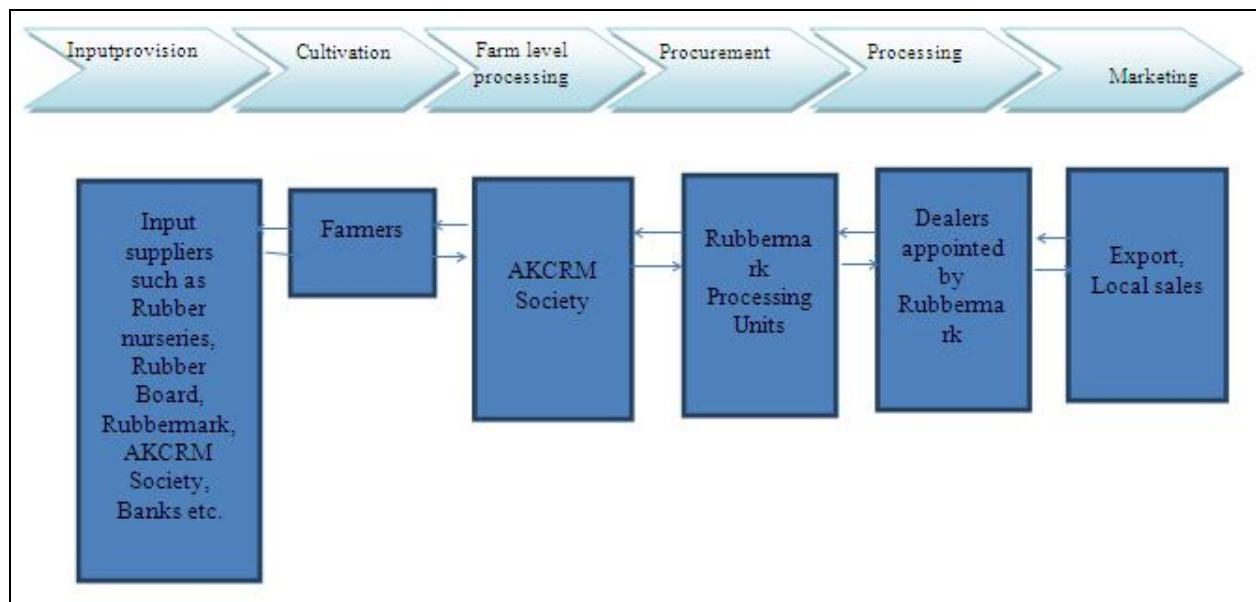 Inputprovision
Cultivation
Farm level
processing
Procurement
Processing
Marketing
Input
suppliers
such as
Rubber
nurseries,
Rubber
Board,
Rubbermark,
AKCRM
Society,
Banks etc.
Farmers
AKCRM
Society
Rubberma
rk
Processing
Units
Dealers
appointed
by
Rubberma
rk
Export,
Local sales